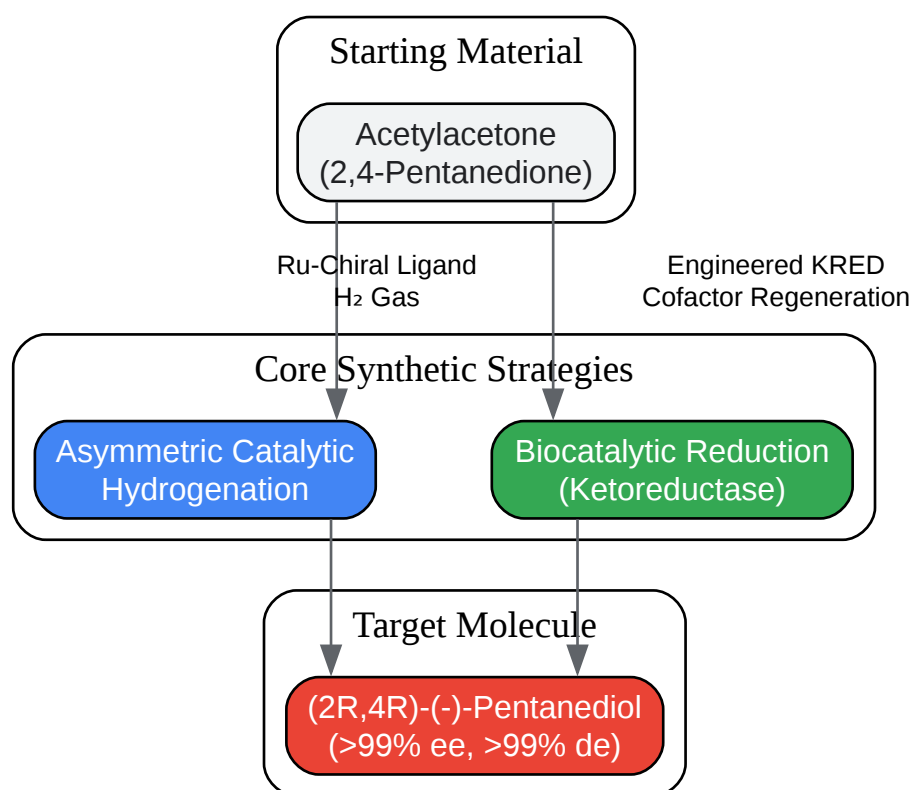 Starting Material
Acetylacetone
(2,4-Pentanedione)
Ru-Chiral Ligand
H₂ Gas
Engineered KRED
Cofactor Regeneration
Core Synthetic Strategies
Asymmetric Catalytic
Hydrogenation
Biocatalytic Reduction
(Ketoreductase)
Target Molecule
(2R,4R)-(-)-Pentanediol
(>99% ee, >99% de)